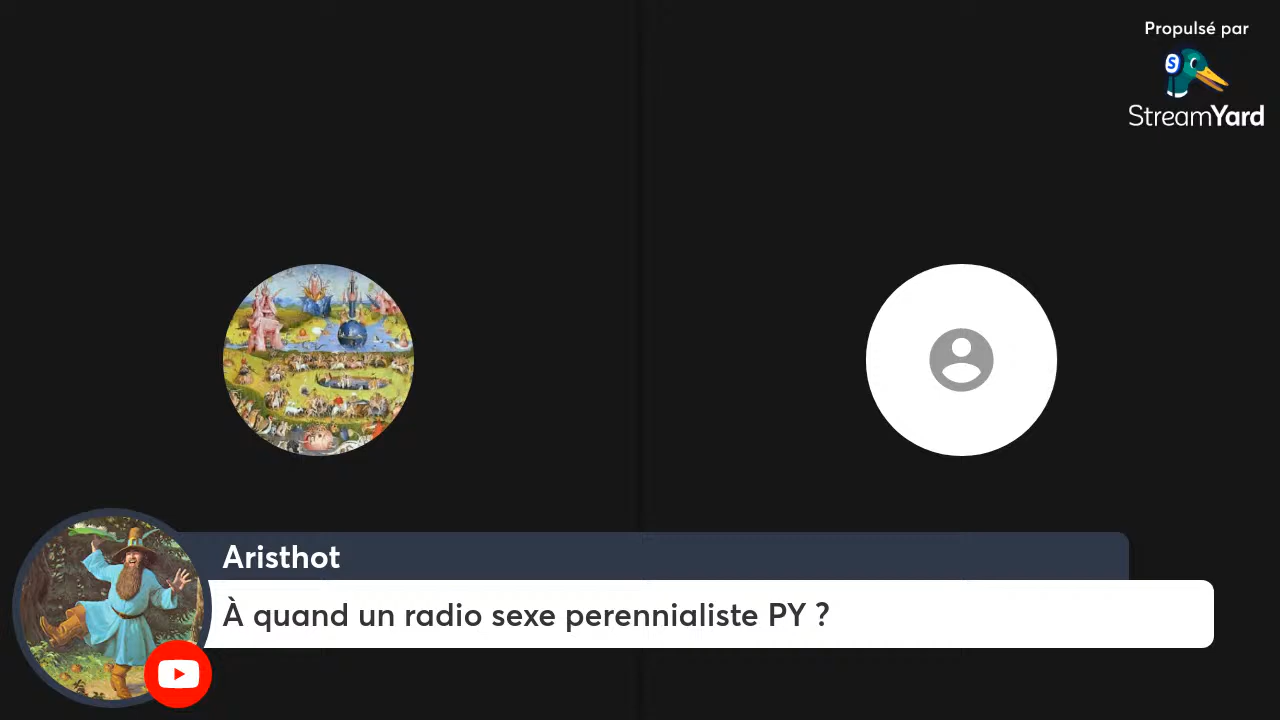 Propulsé par
S
StreamYard
Aristhot
À quand un radio sexe perennialiste PY ?